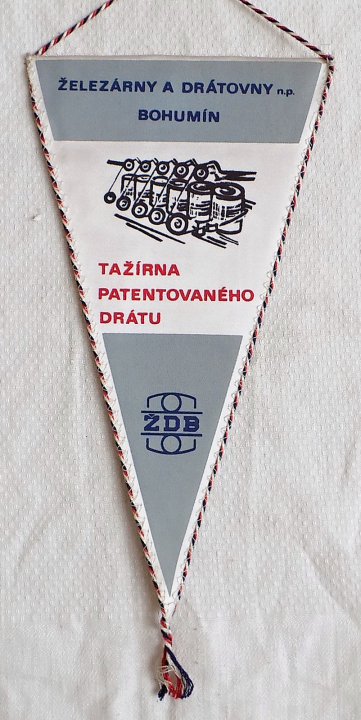 ŽELEZÁRNY A DRÁTOVNY n.p.
BOHUMÍN
TAŽÍRNA
PATENTOVANÉHO
DRÁTU
ŽDB